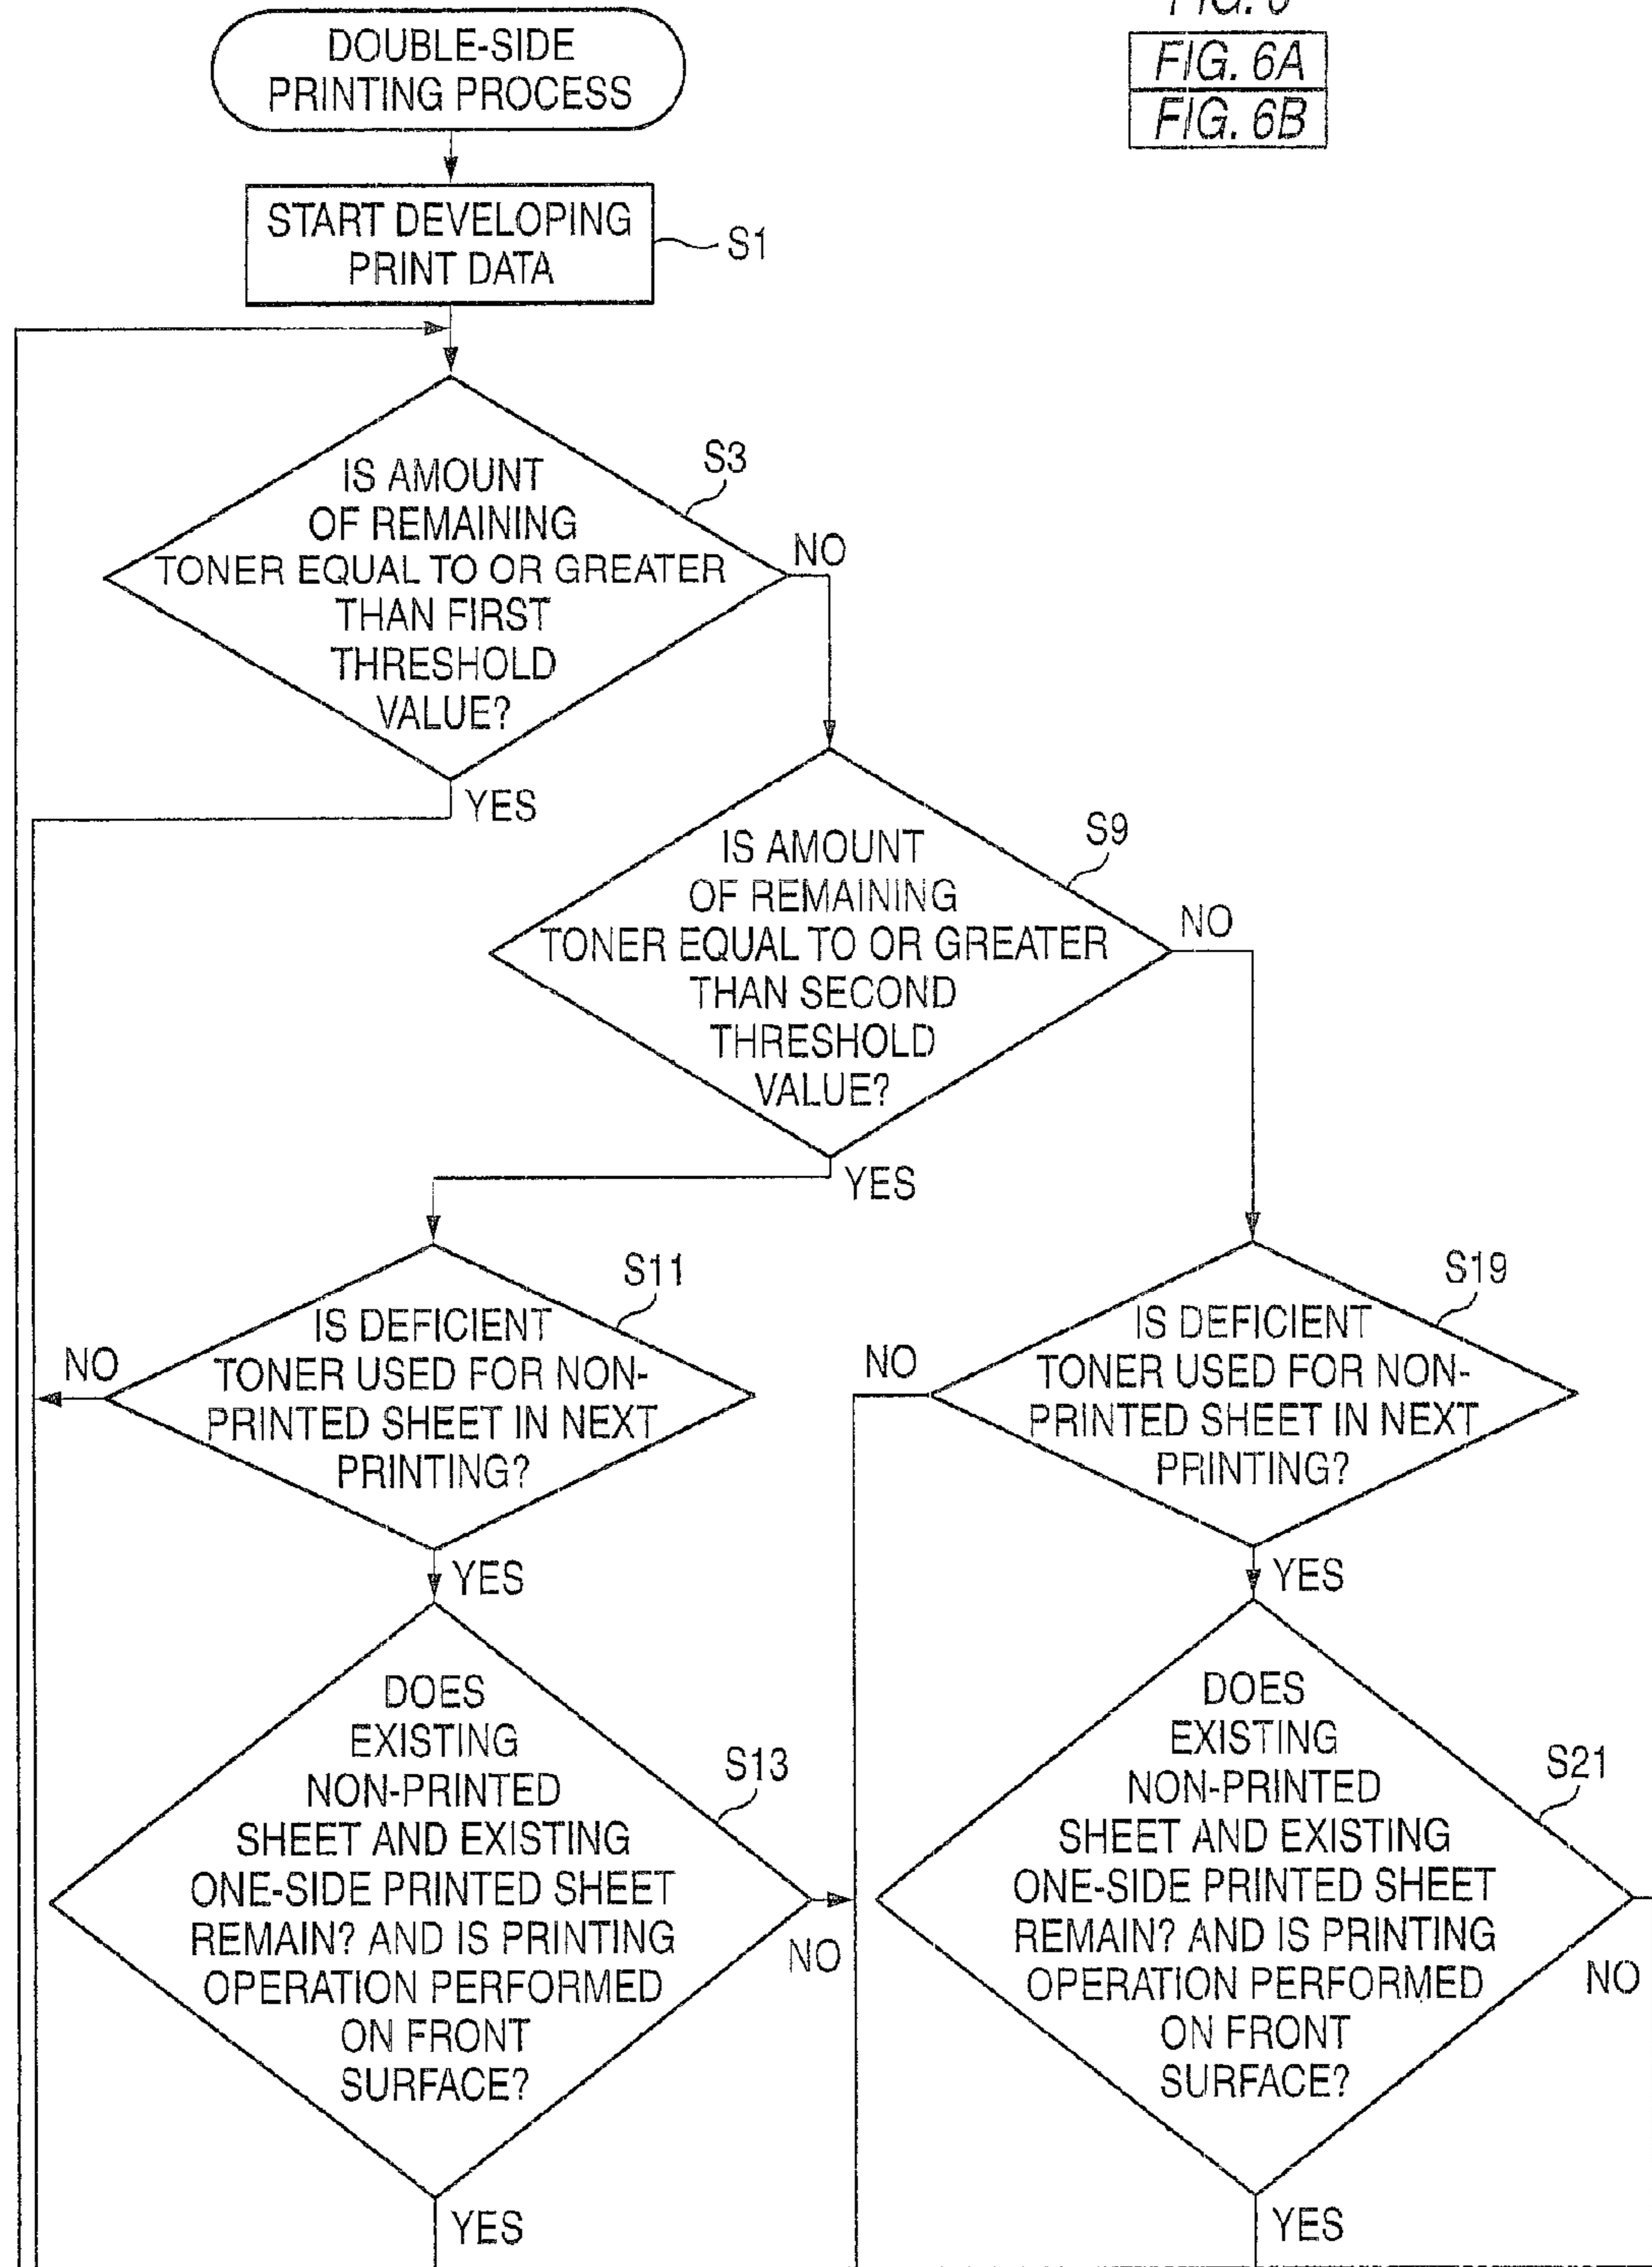 FIG. 6
FIG. 6A
FIG. 6B
DOUBLE-SIDE
PRINTING PROCESS
START DEVELOPING
PRINT DATA
S1
S3
IS AMOUNT
OF REMAINING
TONER EQUAL TO OR GREATER
THAN FIRST
THRESHOLD
VALUE?
NO
YES
S9
IS AMOUNT
OF REMAINING
TONER EQUAL TO OR GREATER
THAN SECOND
THRESHOLD
VALUE?
NO
YES
S11
IS DEFICIENT
TONER USED FOR NON-
PRINTED SHEET IN NEXT
PRINTING?
NO
YES
S19
IS DEFICIENT
TONER USED FOR NON-
PRINTED SHEET IN NEXT
PRINTING?
NO
YES
S13
DOES
EXISTING
NON-PRINTED
SHEET AND EXISTING
ONE-SIDE PRINTED SHEET
REMAIN? AND IS PRINTING
OPERATION PERFORMED
ON FRONT
SURFACE?
NO
YES
S21
DOES
EXISTING
NON-PRINTED
SHEET AND EXISTING
ONE-SIDE PRINTED SHEET
REMAIN? AND IS PRINTING
OPERATION PERFORMED
ON FRONT
SURFACE?
NO
YES